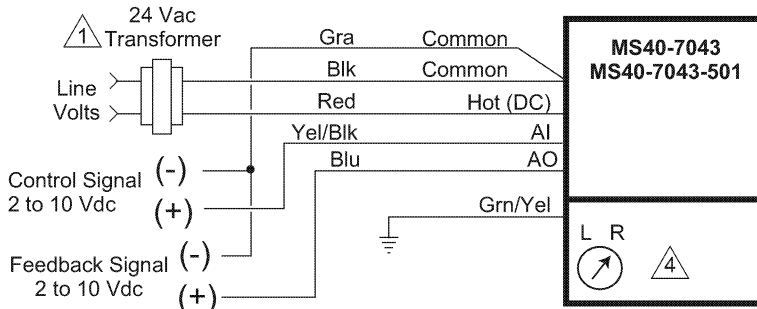 24 Vac
1 Transformer
Line
Volts
Gra Common
Blk Common
Red Hot (DC)
Yel/Blk AI
Blu AO
Grn/Yel
Control Signal (-)
2 to 10 Vdc (+)
Feedback Signal (-)
2 to 10 Vdc (+)
MS40-7043
MS40-7043-501
L R
4